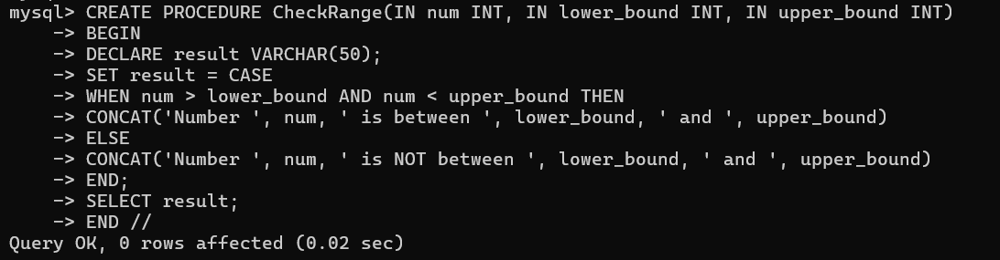 mysql> CREATE PROCEDURE CheckRange(IN num INT, IN lower_bound INT, IN upper_bound INT)
    -> BEGIN
    -> DECLARE result VARCHAR(50);
    -> SET result = CASE
    -> WHEN num > lower_bound AND num < upper_bound THEN
    -> CONCAT('Number ', num, ' is between ', lower_bound, ' and ', upper_bound)
    -> ELSE
    -> CONCAT('Number ', num, ' is NOT between ', lower_bound, ' and ', upper_bound)
    -> END;
    -> SELECT result;
    -> END //
Query OK, 0 rows affected (0.02 sec)